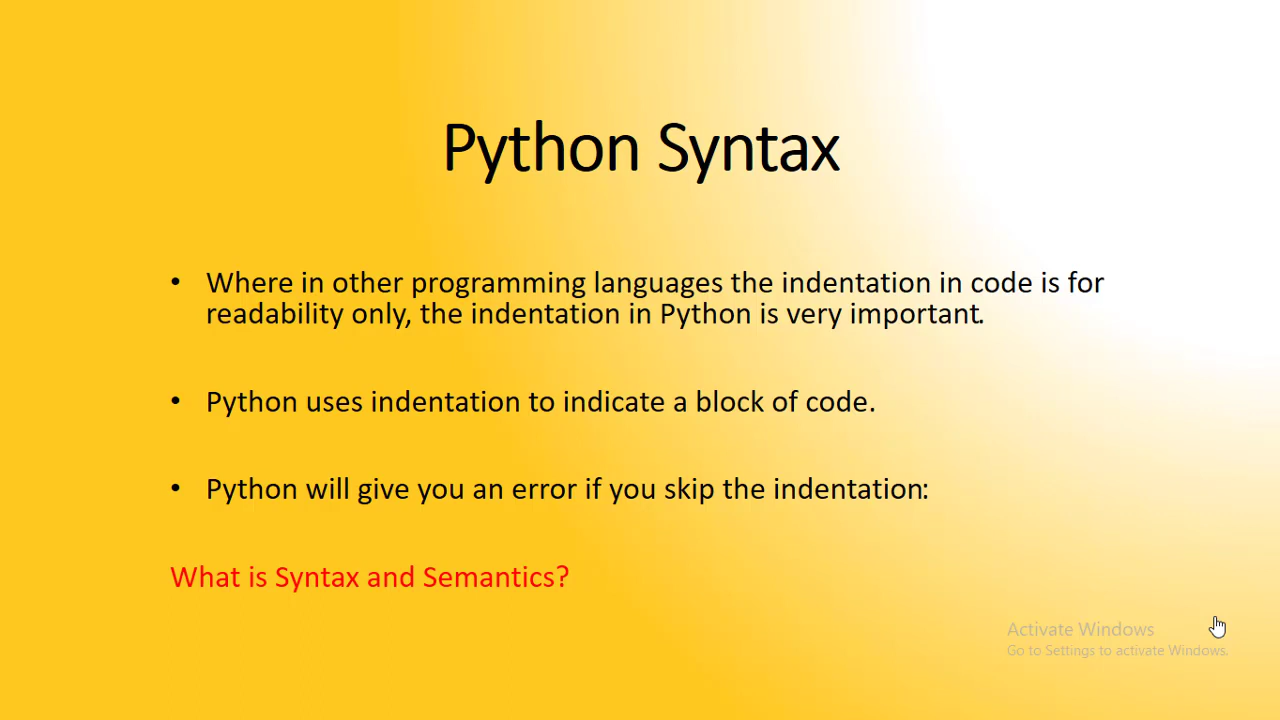 Python Syntax
• Where in other programming languages the indentation in code is for
readability only, the indentation in Python is very important.
• Python uses indentation to indicate a block of code.
• Python will give you an error if you skip the indentation:
What is Syntax and Semantics?
Activate Windows
Go to Settings to activate Windows.